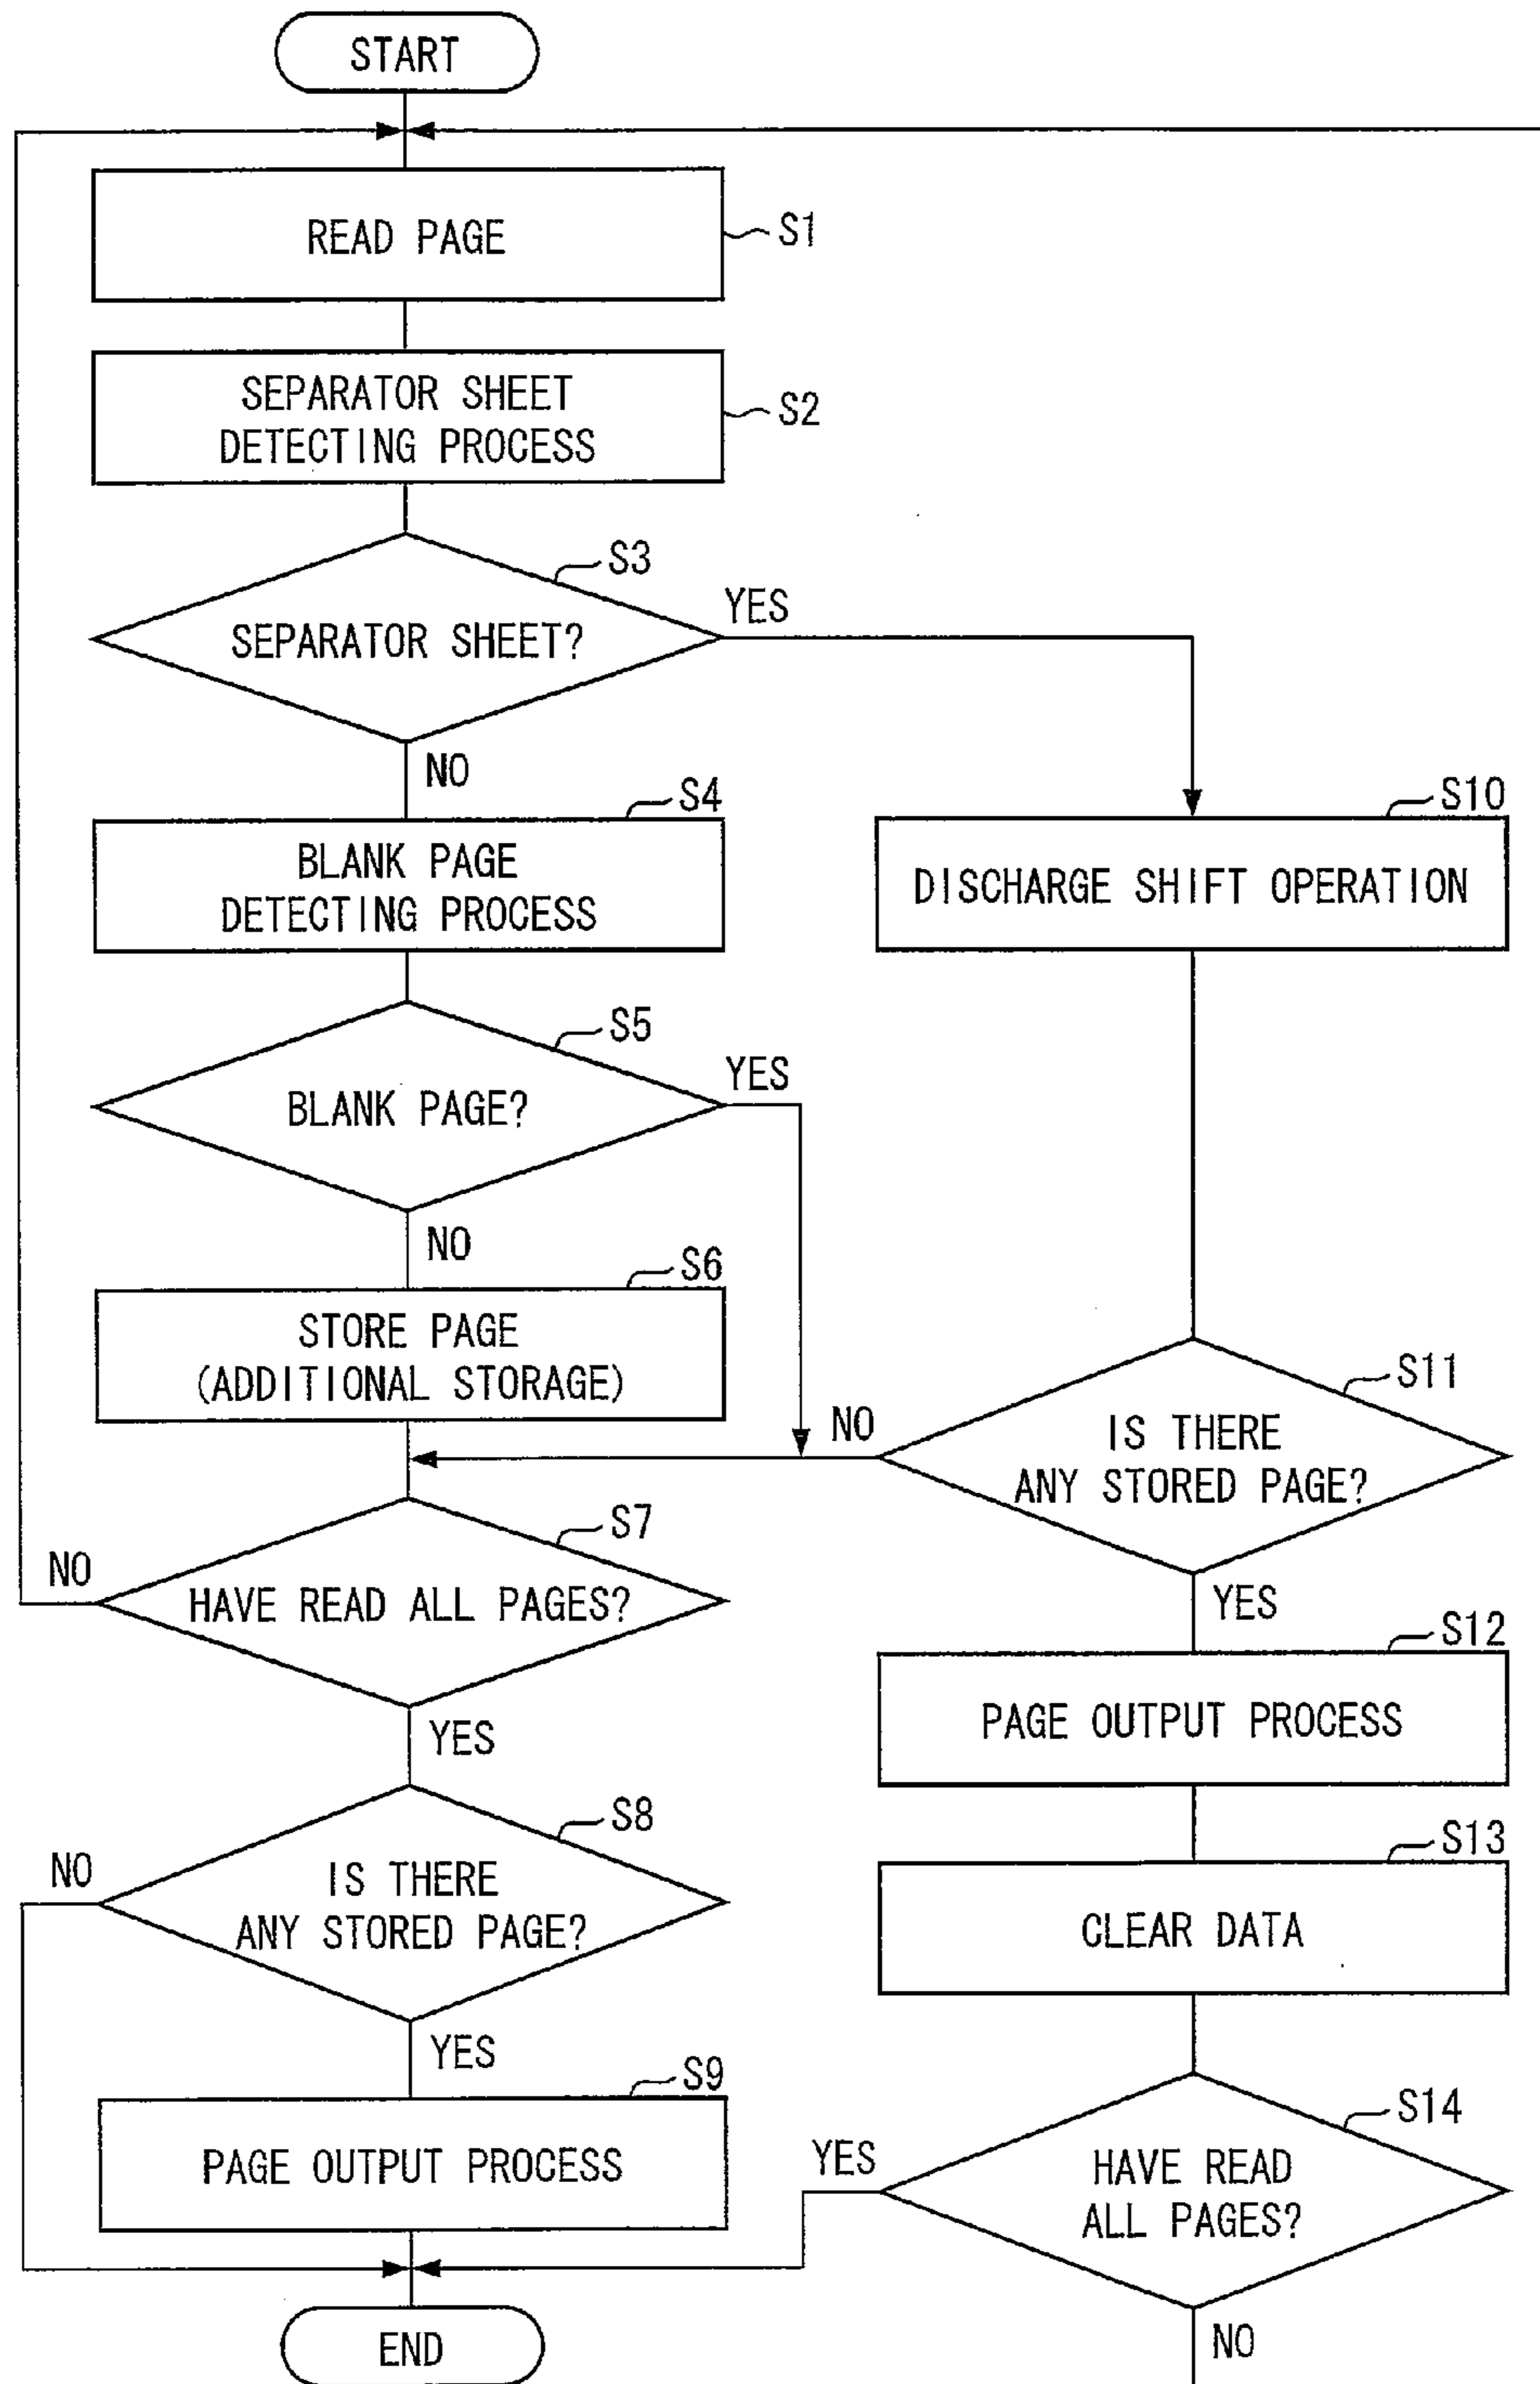 START
READ PAGE
S1
SEPARATOR SHEET
DETECTING PROCESS
S2
S3
SEPARATOR SHEET?
YES
NO
S4
BLANK PAGE
DETECTING PROCESS
S10
DISCHARGE SHIFT OPERATION
S5
BLANK PAGE?
YES
NO
S6
STORE PAGE
(ADDITIONAL STORAGE)
S11
IS THERE
ANY STORED PAGE?
NO
YES
S7
HAVE READ ALL PAGES?
NO
YES
S12
PAGE OUTPUT PROCESS
S8
IS THERE
ANY STORED PAGE?
NO
YES
S13
CLEAR DATA
S9
PAGE OUTPUT PROCESS
S14
HAVE READ
ALL PAGES?
YES
NO
END